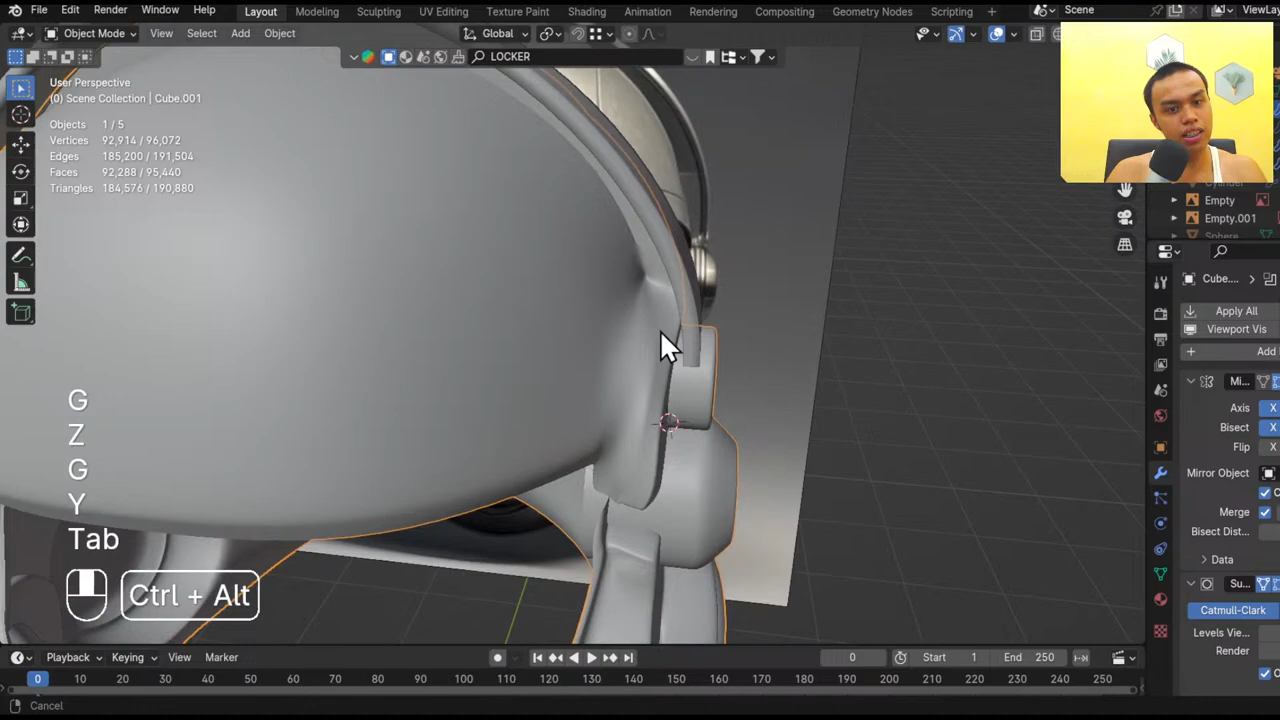 File Edit Render Window Help Layout Modeling Sculpting UV Editing Texture Paint Shading Animation Rendering Compositing Geometry Nodes Scripting Scene ViewLay
Object Mode View Select Add Object Global
LOCKER
User Perspective
(0) Scene Collection | Cube.001
Objects 1 / 5
Vertices 92,914 / 96,072
Edges 185,200 / 191,504
Faces 92,288 / 95,440
Triangles 184,576 / 190,880
Cylinder
Empty
Empty.001
Sphere
Cube....
Apply All
Viewport Vis
Add
Mi...
Axis X
Bisect X
Flip X
Mirror Object
Merge
Bisect Dist...
Data
Su...
Catmull-Clark
Levels Vie...
Render
G
Z
G
Y
Tab
Ctrl + Alt
Playback Keying View Marker 0 Start 1 End 250
0 10 20 30 40 50 60 70 80 90 100 110 120 130 140 150 160 170 180 190 200 210 220 230 240 250
Cancel